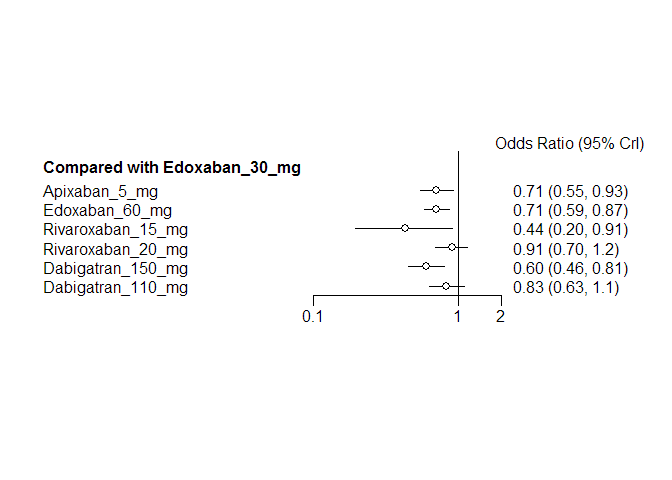 Odds Ratio (95% CrI)
Compared with Edoxaban_30_mg
Apixaban_5_mg 0.71 (0.55, 0.93)
Edoxaban_60_mg 0.71 (0.59, 0.87)
Rivaroxaban_15_mg 0.44 (0.20, 0.91)
Rivaroxaban_20_mg 0.91 (0.70, 1.2)
Dabigatran_150_mg 0.60 (0.46, 0.81)
Dabigatran_110_mg 0.83 (0.63, 1.1)
0.1 1 2